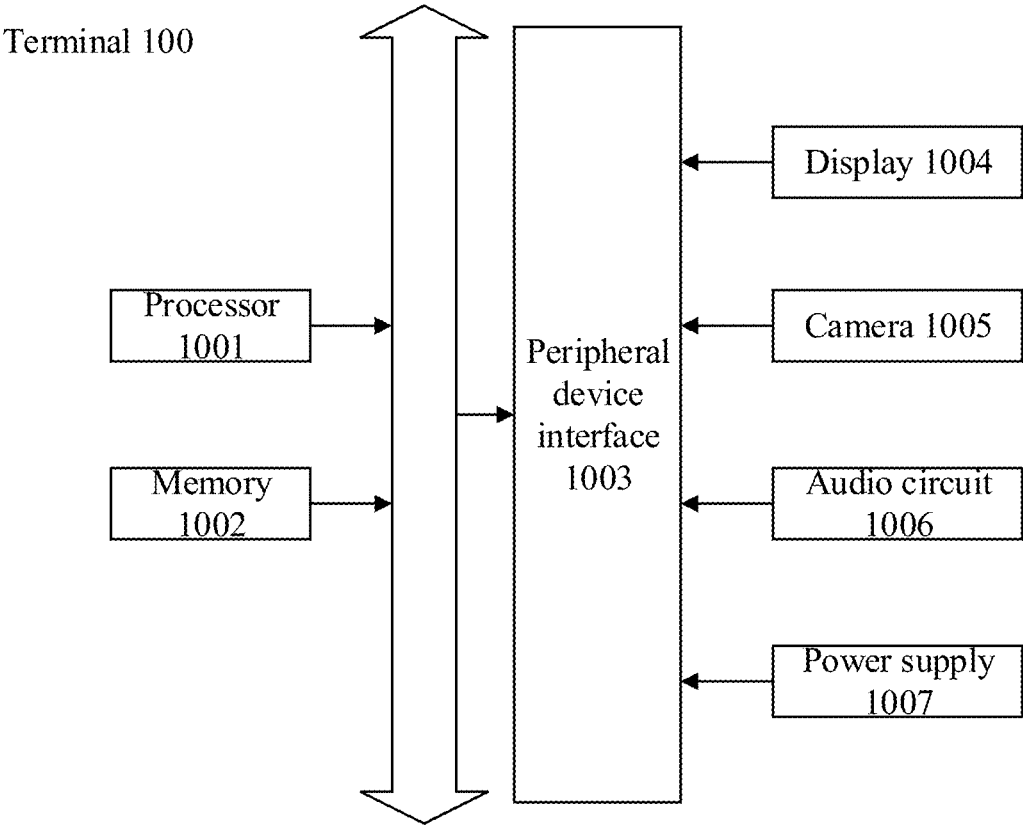 Terminal 100
Processor
1001
Memory
1002
Peripheral
device
interface
1003
Display 1004
Camera 1005
Audio circuit
1006
Power supply
1007